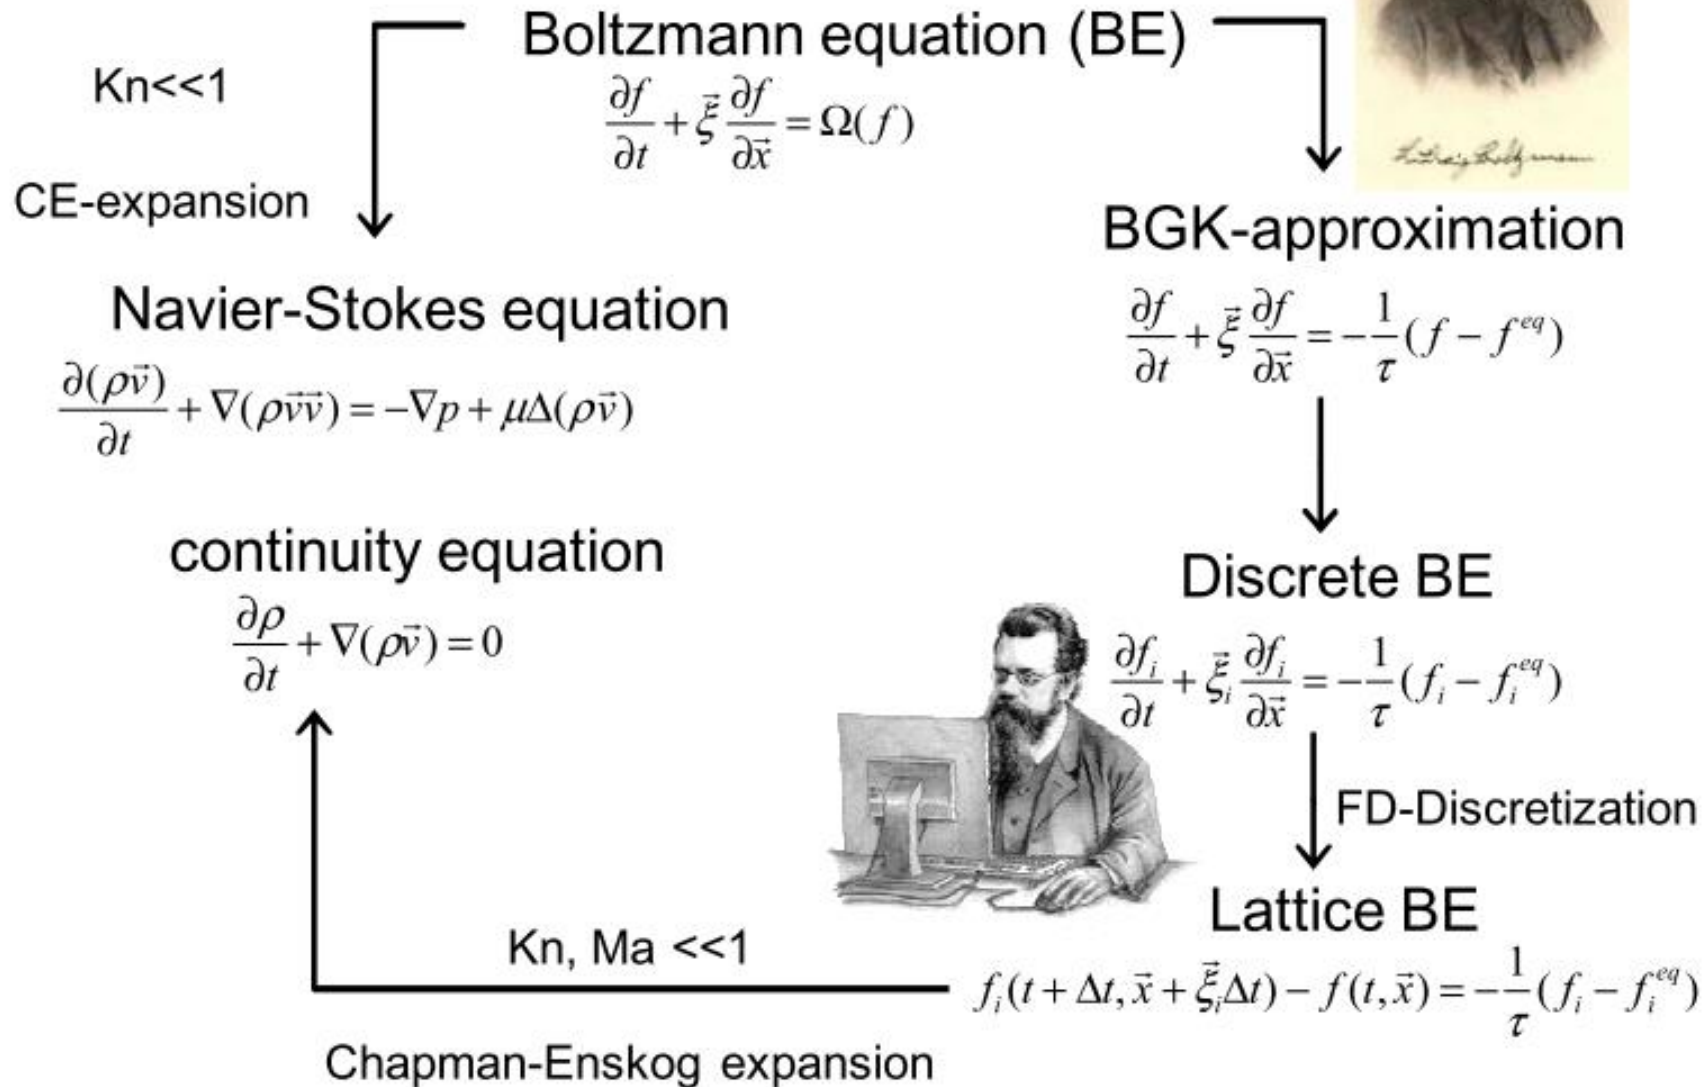 Boltzmann equation (BE)
∂f/∂t + ξ⃗ ∂f/∂x⃗ = Ω(f)
Kn<<1
CE-expansion
Navier-Stokes equation
∂(ρv⃗)/∂t + ∇(ρv⃗v⃗) = −∇p + μΔ(ρv⃗)
continuity equation
∂ρ/∂t + ∇(ρv⃗) = 0
Ludwig Boltzmann
BGK-approximation
∂f/∂t + ξ⃗ ∂f/∂x⃗ = −1/τ (f − f^eq)
Discrete BE
∂f_i/∂t + ξ⃗_i ∂f_i/∂x⃗ = −1/τ (f_i − f_i^eq)
FD-Discretization
Lattice BE
f_i(t + Δt, x⃗ + ξ⃗_iΔt) − f(t, x⃗) = −1/τ (f_i − f_i^eq)
Kn, Ma <<1
Chapman-Enskog expansion